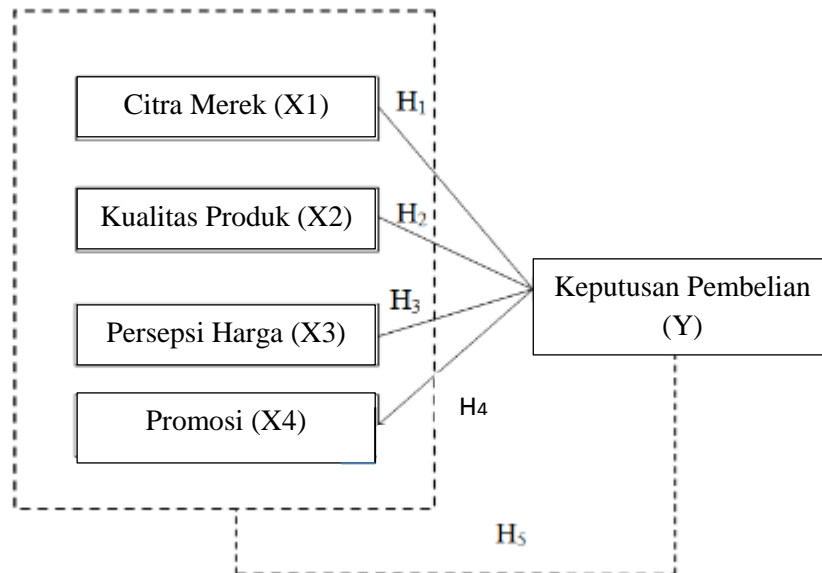 Citra Merek (X1)
H₁
Kualitas Produk (X2)
H₂
Keputusan Pembelian
(Y)
Persepsi Harga (X3)
H₃
Promosi (X4)
H4
H₅